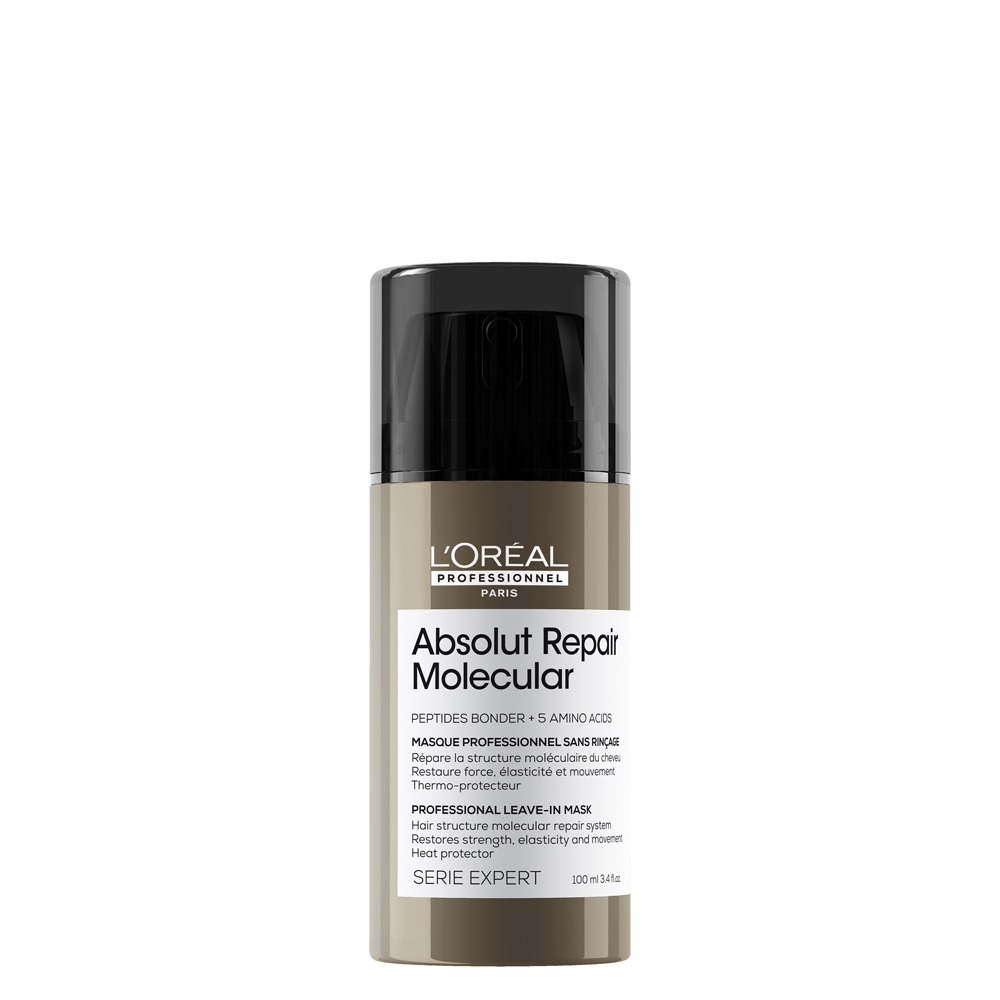 L'ORÉAL
PROFESSIONNEL
PARIS
Absolut Repair
Molecular
PEPTIDES BONDER + 5 AMINO ACIDS
MASQUE PROFESSIONNEL SANS RINÇAGE
Répare la structure moléculaire du cheveu
Restaure force, élasticité et mouvement
Thermo-protecteur
PROFESSIONAL LEAVE-IN MASK
Hair structure molecular repair system
Restores strength, elasticity and movement
Heat protector
SERIE EXPERT 100 ml 3.4 fl.oz.